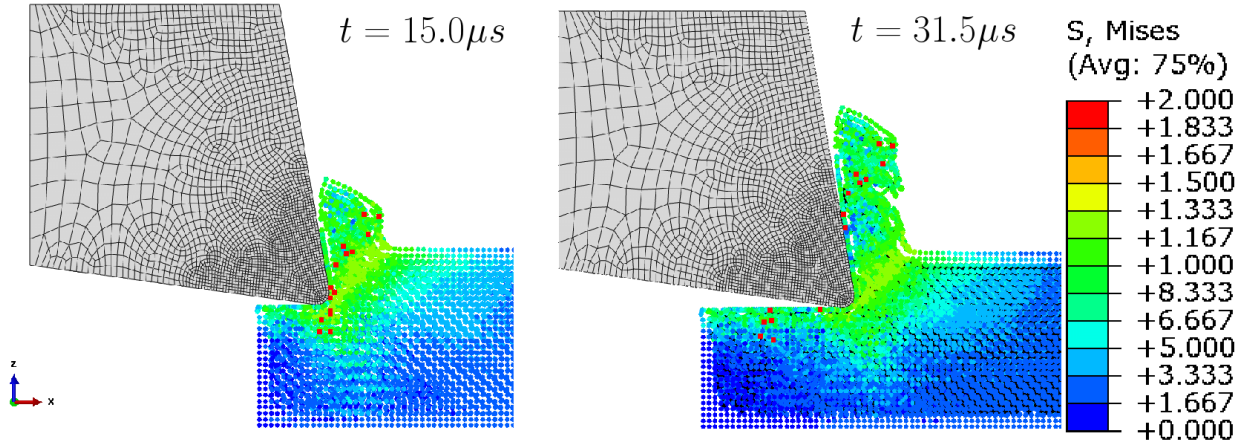 t = 15.0μs
t = 31.5μs
S, Mises
(Avg: 75%)
+2.000
+1.833
+1.667
+1.500
+1.333
+1.167
+1.000
+8.333
+6.667
+5.000
+3.333
+1.667
+0.000
z
x